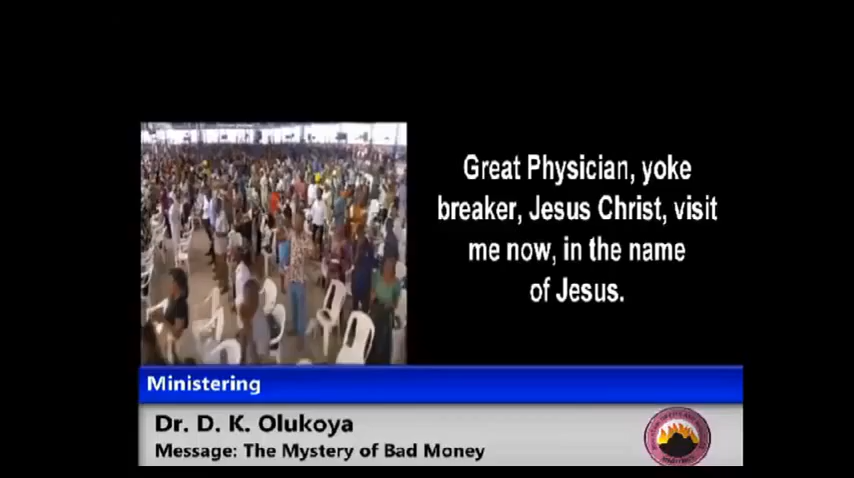 Great Physician, yoke
breaker, Jesus Christ, visit
me now, in the name
of Jesus.
Ministering
Dr. D. K. Olukoya
Message: The Mystery of Bad Money